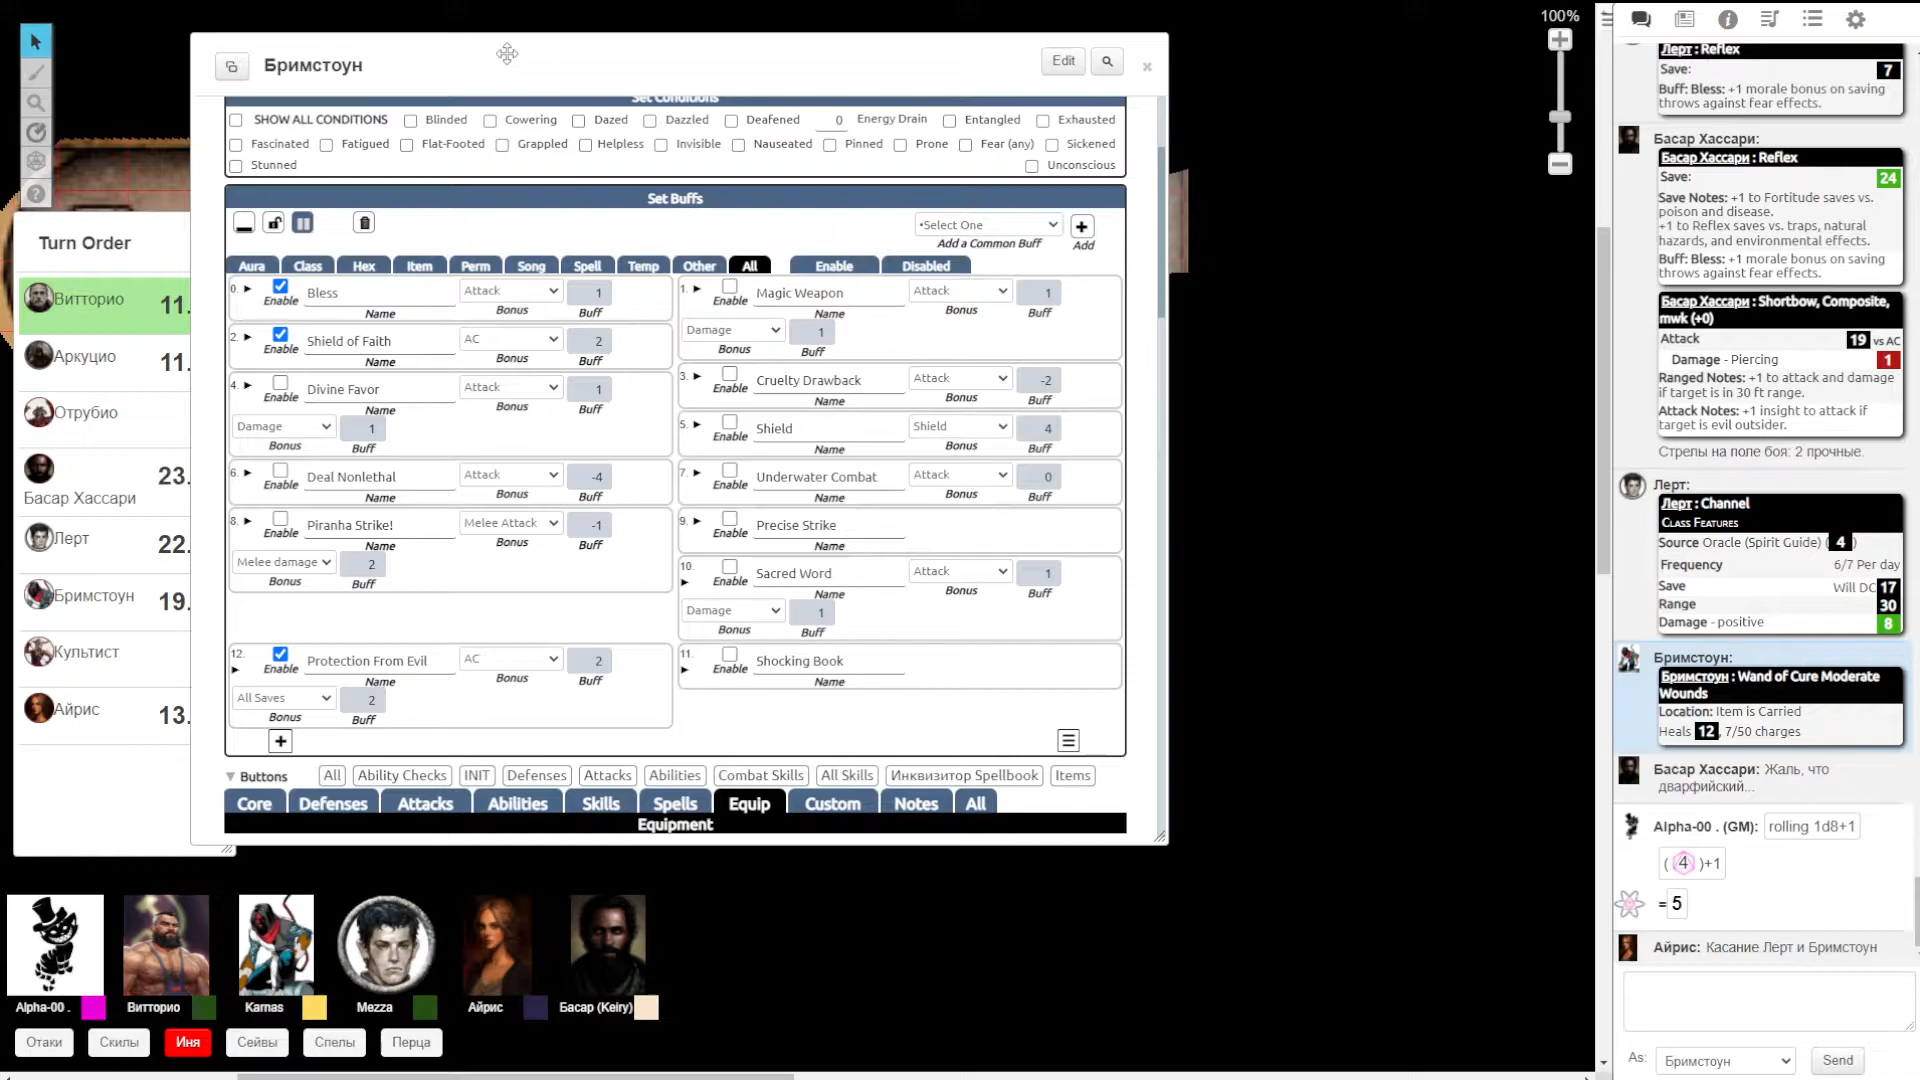 100%
Turn Order
Витторио 11.
Аркуцио 11.
Отрубио
23.
Басар Хассари
Лерт 22.
Бримстоун 19.
Культист
Айрис 13.
Бримстоун
Edit
Set Conditions
SHOW ALL CONDITIONS Blinded Cowering Dazed Dazzled Deafened 0 Energy Drain Entangled Exhausted
Fascinated Fatigued Flat-Footed Grappled Helpless Invisible Nauseated Pinned Prone Fear (any) Sickened
Stunned Unconscious
Set Buffs
•Select One
Add a Common Buff Add
Aura Class Hex Item Perm Song Spell Temp Other All Enable Disabled
0. Enable Bless Attack 1
Name Bonus Buff
1. Enable Magic Weapon Attack 1
Name Bonus Buff
Damage 1
Bonus Buff
2. Enable Shield of Faith AC 2
Name Bonus Buff
3. Enable Cruelty Drawback Attack -2
Name Bonus Buff
4. Enable Divine Favor Attack 1
Name Bonus Buff
Damage 1
Bonus Buff
5. Enable Shield Shield 4
Name Bonus Buff
6. Enable Deal Nonlethal Attack -4
Name Bonus Buff
7. Enable Underwater Combat Attack 0
Name Bonus Buff
8. Enable Piranha Strike! Melee Attack -1
Name Bonus Buff
Melee damage 2
Bonus Buff
9. Enable Precise Strike
Name
10. Enable Sacred Word Attack 1
Name Bonus Buff
Damage 1
Bonus Buff
12. Enable Protection From Evil AC 2
Name Bonus Buff
All Saves 2
Bonus Buff
11. Enable Shocking Book
Name
Buttons All Ability Checks INIT Defenses Attacks Abilities Combat Skills All Skills Инквизитор Spellbook Items
Core Defenses Attacks Abilities Skills Spells Equip Custom Notes All
Equipment
Alpha-00 . Витторио Karnas Mezza Айрис Басар (Keiry)
Отаки Скилы Иня Сейвы Спелы Перца
Лерт : Reflex
Save: 7
Buff: Bless: +1 morale bonus on saving
throws against fear effects.
Басар Хассари:
Басар Хассари : Reflex
Save: 24
Save Notes: +1 to Fortitude saves vs.
poison and disease.
+1 to Reflex saves vs. traps, natural
hazards, and environmental effects.
Buff: Bless: +1 morale bonus on saving
throws against fear effects.
Басар Хассари : Shortbow, Composite,
mwk (+0)
Attack 19 vs AC
Damage - Piercing 1
Ranged Notes: +1 to attack and damage
if target is in 30 ft range.
Attack Notes: +1 insight to attack if
target is evil outsider.
Стрелы на поле боя: 2 прочные.
Лерт:
Лерт : Channel
CLASS FEATURES
Source Oracle (Spirit Guide) ( 4 )
Frequency 6/7 Per day
Save Will DC 17
Range 30
Damage - positive 8
Бримстоун:
Бримстоун : Wand of Cure Moderate
Wounds
Location: Item is Carried
Heals 12 , 7/50 charges
Басар Хассари: Жаль, что
дварфийский...
Alpha-00 . (GM): rolling 1d8+1
( 4 )+1
= 5
Айрис: Касание Лерт и Бримстоун
As: Бримстоун Send